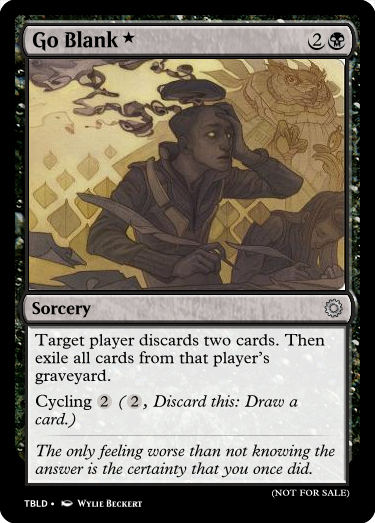 Go Blank ★ 2
Sorcery
Target player discards two cards. Then
exile all cards from that player's
graveyard.
Cycling 2 ( 2 , Discard this: Draw a
card.)
The only feeling worse than not knowing the
answer is the certainty that you once did.
(NOT FOR SALE)
TBLD • Wylie Beckert